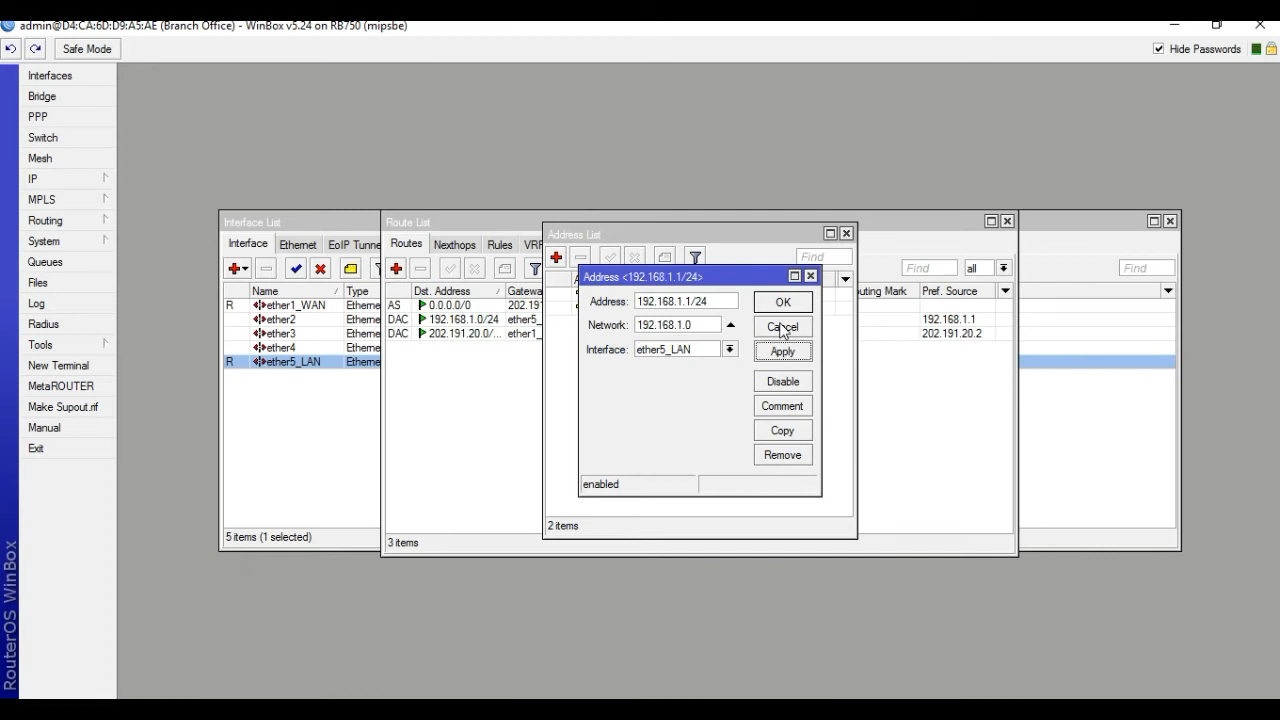 admin@D4:CA:6D:D9:A5:AE (Branch Office) - WinBox v5.24 on RB750 (mipsbe)
Safe Mode
Hide Passwords
Interfaces
Bridge
PPP
Switch
Mesh
IP
MPLS
Routing
System
Queues
Files
Log
Radius
Tools
New Terminal
MetaROUTER
Make Supout.rif
Manual
Exit
RouterOS WinBox
Interface List
Interface Ethernet EoIP Tunne
Name Type
R ether1_WAN Etherne
ether2 Etherne
ether3 Etherne
ether4 Etherne
R ether5_LAN Etherne
5 items (1 selected)
Route List
Routes Nexthops Rules VRF
Find all
Dst. Address Gatewa
uting Mark Pref. Source
AS 0.0.0.0/0 202.191
DAC 192.168.1.0/24 ether5_ 192.168.1.1
DAC 202.191.20.0/... ether1_ 202.191.20.2
3 items
Find
Address List
Find
2 items
Address <192.168.1.1/24>
Address: 192.168.1.1/24
Network: 192.168.1.0
Interface: ether5_LAN
OK
Cancel
Apply
Disable
Comment
Copy
Remove
enabled